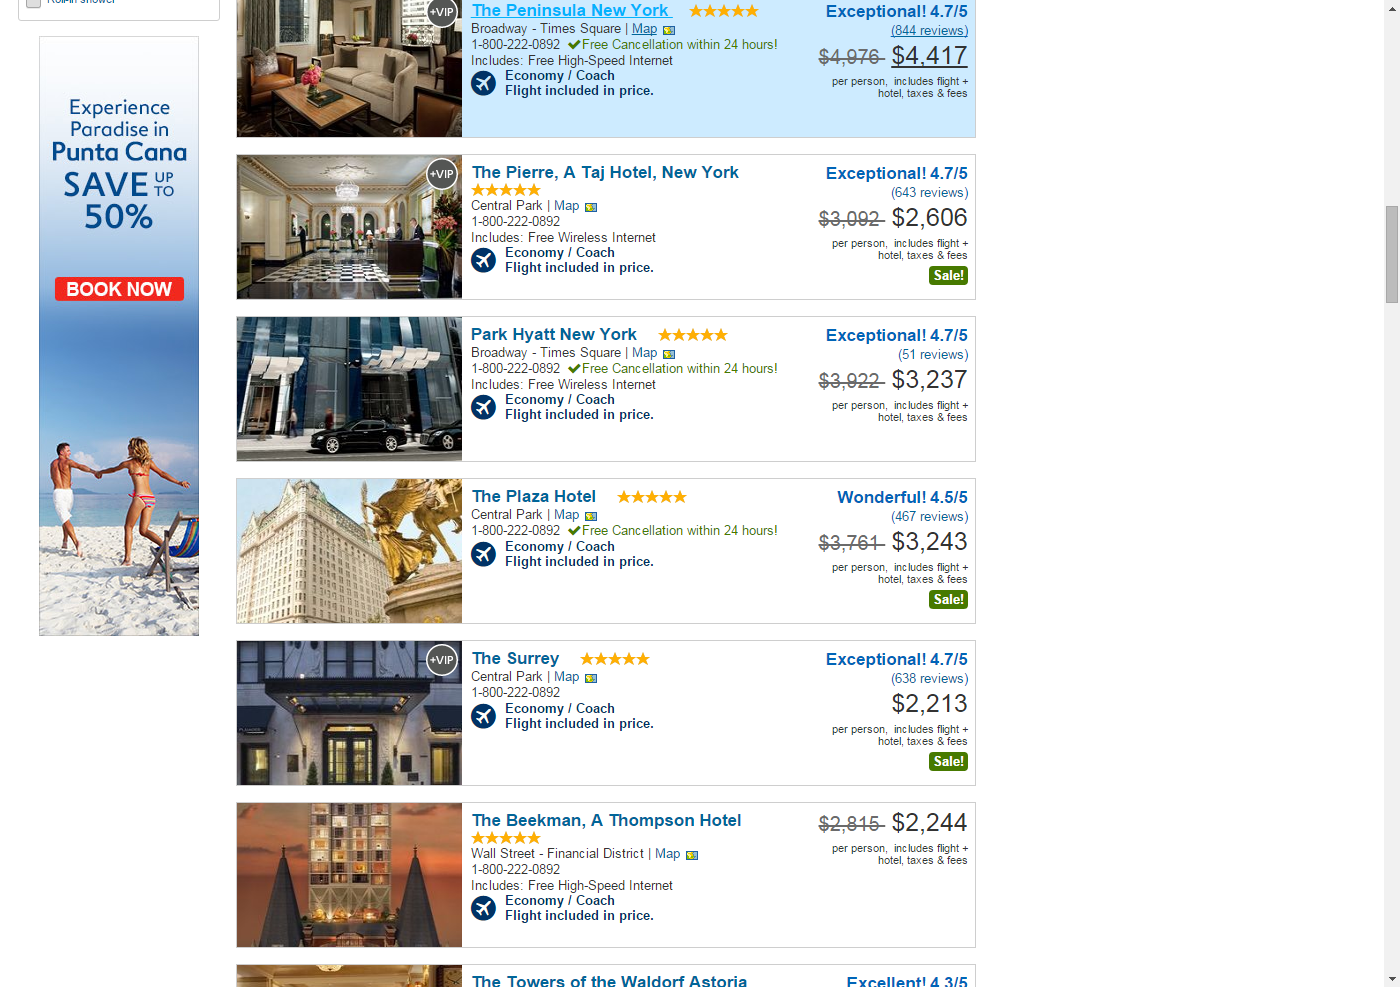 Roll-in shower
Experience
Paradise in
Punta Cana
SAVE UP TO
50%
BOOK NOW
+VIP
The Peninsula New York
Broadway - Times Square | Map
1-800-222-0892 Free Cancellation within 24 hours!
Includes: Free High-Speed Internet
Economy / Coach
Flight included in price.
Exceptional! 4.7/5
(844 reviews)
$4,976 $4,417
per person, includes flight +
hotel, taxes & fees
+VIP
The Pierre, A Taj Hotel, New York
Central Park | Map
1-800-222-0892
Includes: Free Wireless Internet
Economy / Coach
Flight included in price.
Exceptional! 4.7/5
(643 reviews)
$3,092 $2,606
per person, includes flight +
hotel, taxes & fees
Sale!
Park Hyatt New York
Broadway - Times Square | Map
1-800-222-0892 Free Cancellation within 24 hours!
Includes: Free Wireless Internet
Economy / Coach
Flight included in price.
Exceptional! 4.7/5
(51 reviews)
$3,922 $3,237
per person, includes flight +
hotel, taxes & fees
The Plaza Hotel
Central Park | Map
1-800-222-0892 Free Cancellation within 24 hours!
Economy / Coach
Flight included in price.
Wonderful! 4.5/5
(467 reviews)
$3,761 $3,243
per person, includes flight +
hotel, taxes & fees
Sale!
+VIP
The Surrey
Central Park | Map
1-800-222-0892
Economy / Coach
Flight included in price.
Exceptional! 4.7/5
(638 reviews)
$2,213
per person, includes flight +
hotel, taxes & fees
Sale!
The Beekman, A Thompson Hotel
Wall Street - Financial District | Map
1-800-222-0892
Includes: Free High-Speed Internet
Economy / Coach
Flight included in price.
$2,815 $2,244
per person, includes flight +
hotel, taxes & fees
The Towers of the Waldorf Astoria
Excellent! 4.3/5